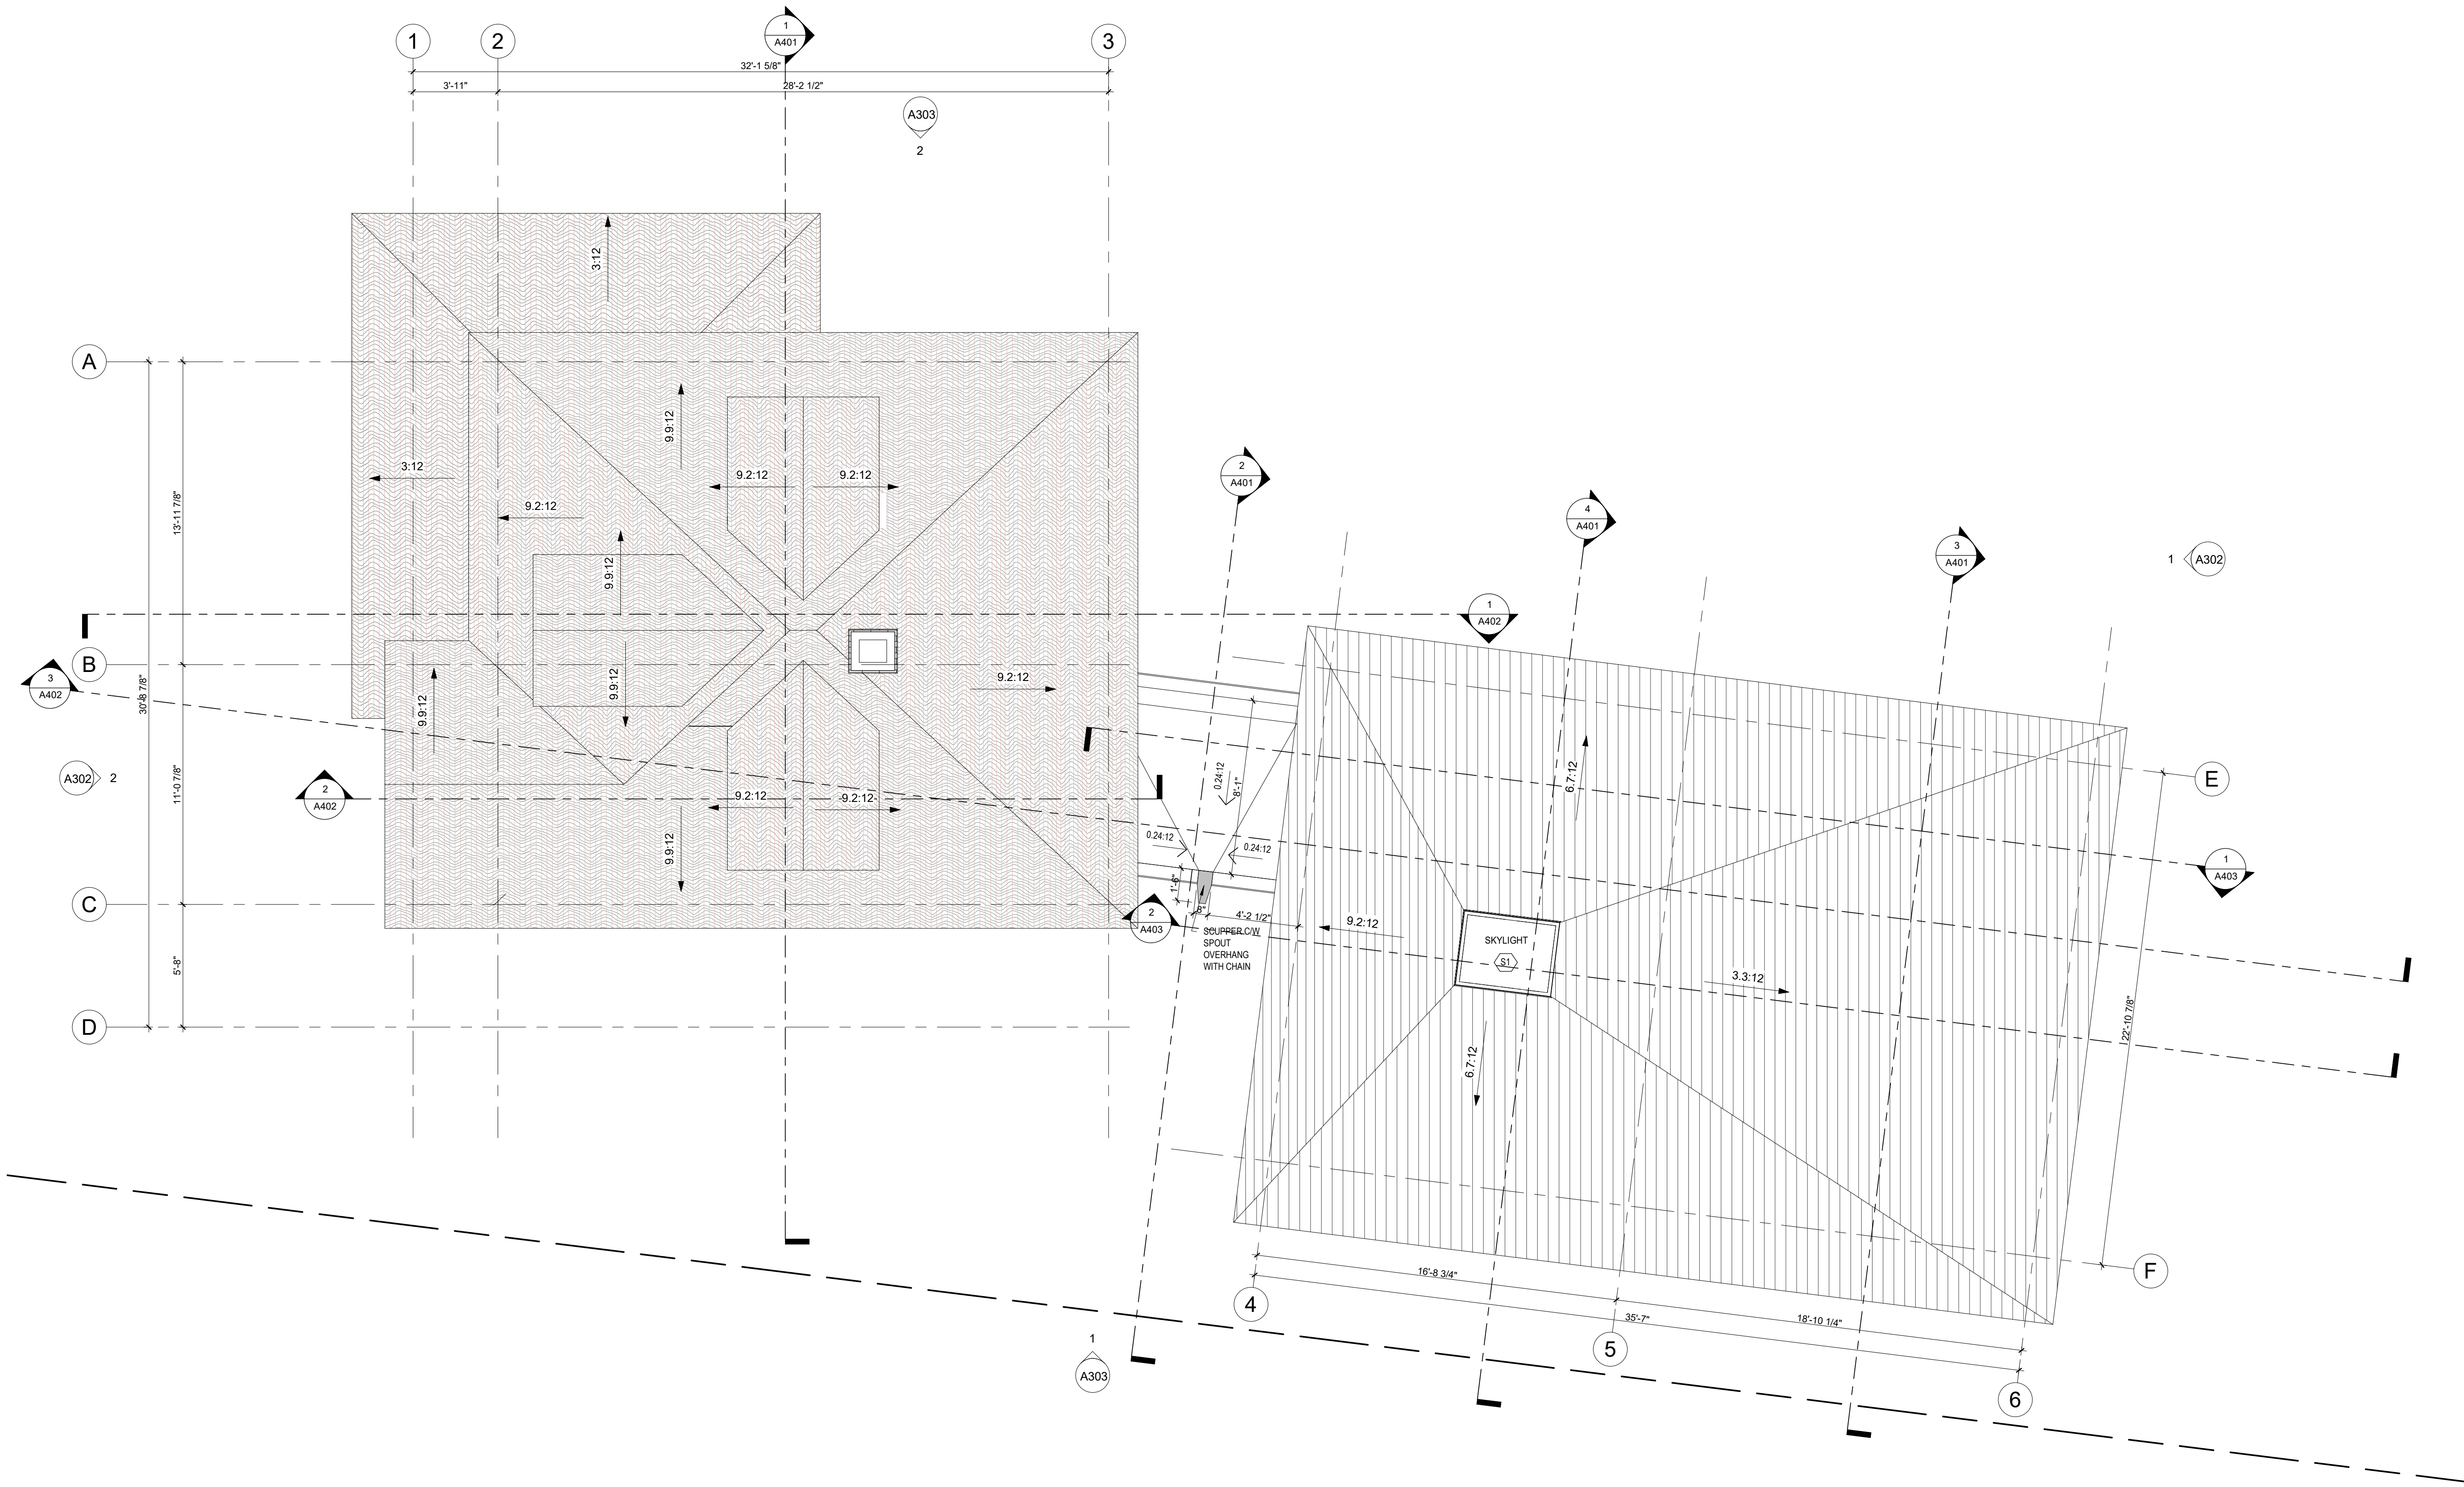 1
A401
1
2
3
32'-1 5/8"
3'-11"
28'-2 1/2"
A303
2
3:12
A
9.9:12
3:12
9.2:12
9.2:12
9.2:12
13'-11 7/8"
9.9:12
2
A401
4
A401
3
A401
1
A302
1
A402
B
3
A402
30'-8 7/8"
9.9:12
9.9:12
9.2:12
A302
2
11'-0 7/8"
2
A402
9.2:12
9.2:12
9.9:12
0.24:12
8'-1"
0.24:12
0.24:12
6.7:12
E
1
A403
C
1'-6"
8"
4'-2 1/2"
2
A403
SCUPPER C/W
SPOUT
OVERHANG
WITH CHAIN
9.2:12
SKYLIGHT
S1
3.3:12
5'-8"
D
6.7:12
22'-10 7/8"
F
16'-8 3/4"
35'-7"
18'-10 1/4"
4
5
6
1
A303